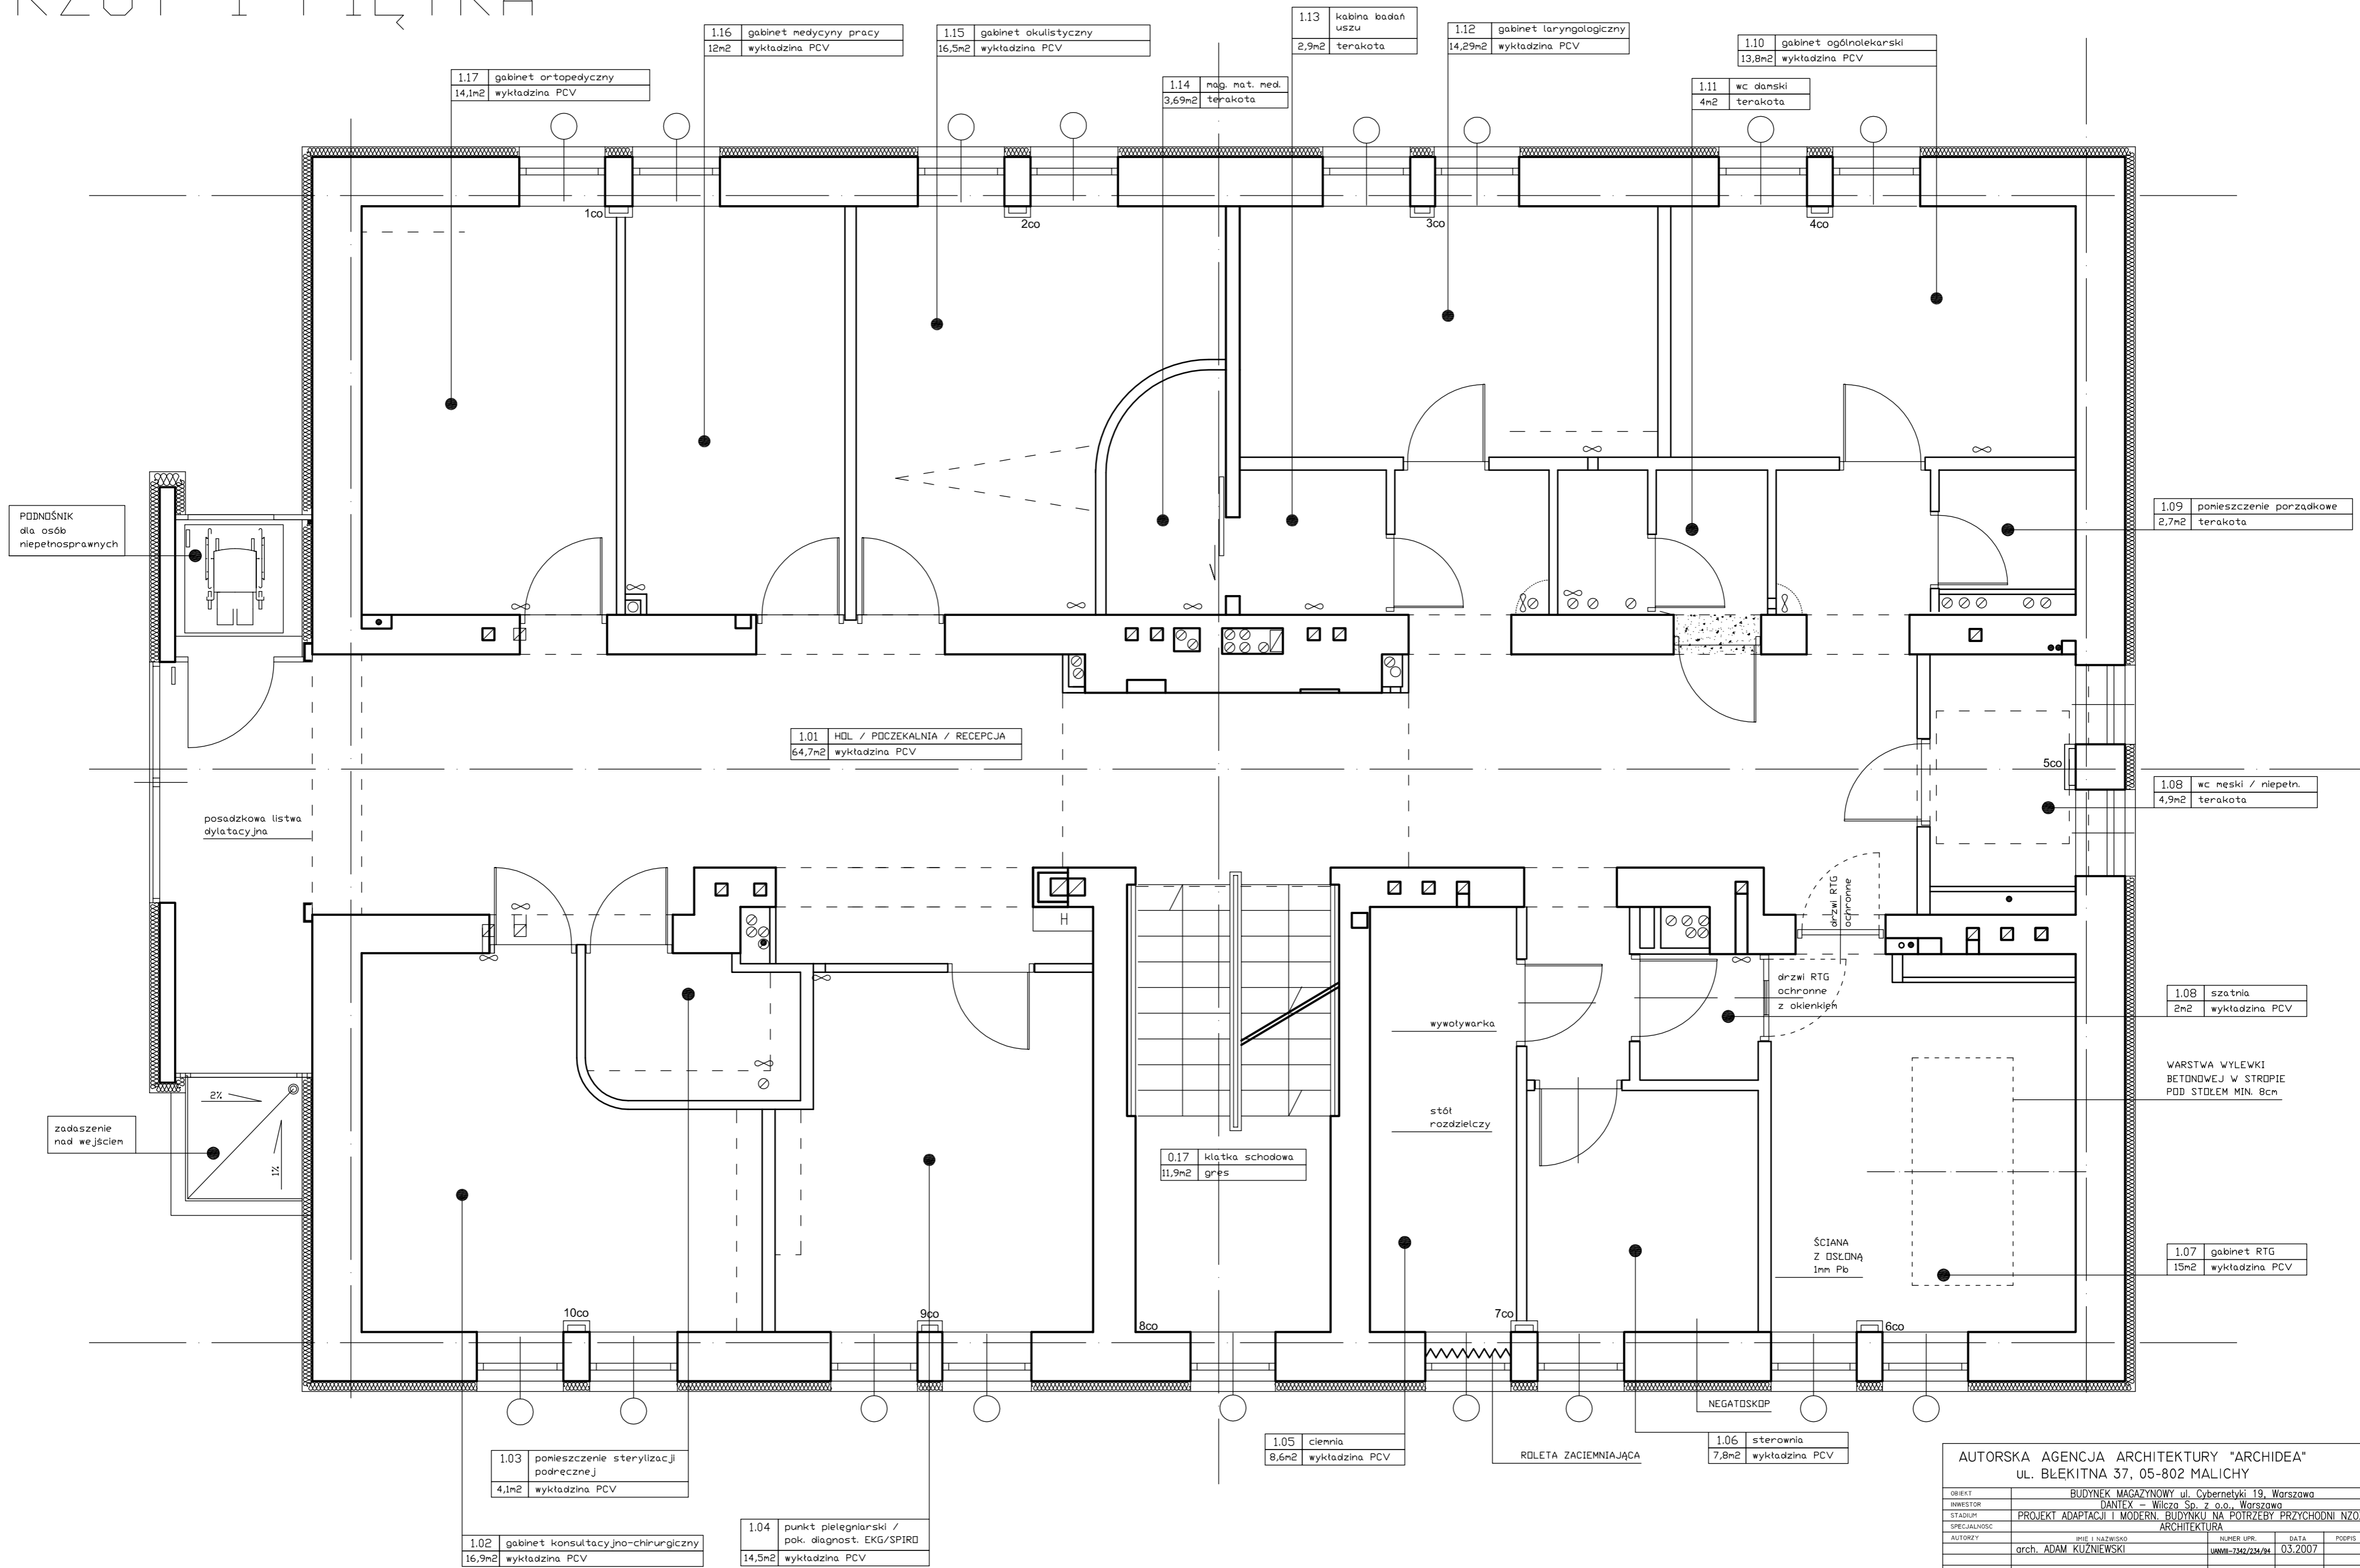 RZUT I PIĘTRA
1.13 kabina badań
uszu
2,9m2 terakota
1.16 gabinet medycyny pracy
12m2 wykładzina PCV
1.15 gabinet okulistyczny
16,5m2 wykładzina PCV
1.12 gabinet laryngologiczny
14,29m2 wykładzina PCV
1.10 gabinet ogólnolekarski
13,8m2 wykładzina PCV
1.17 gabinet ortopedyczny
14,1m2 wykładzina PCV
1.14 mag. mat. med.
3,69m2 terakota
1.11 wc damski
4m2 terakota
1co
2co
3co
4co
PODNOŚNIK
dla osób
niepełnosprawnych
1.09 pomieszczenie porządkowe
2,7m2 terakota
1.01 HOL / POCZEKALNIA / RECEPCJA
64,7m2 wykładzina PCV
5co
1.08 wc męski / niepełn.
4,9m2 terakota
posadzkowa listwa
dylatacyjna
drzwi RTG
ochronne
H
drzwi RTG
ochronne
z okienkiem
1.08 szatnia
2m2 wykładzina PCV
wywoływarka
WARSTWA WYLEWKI
BETONOWEJ W STROPIE
POD STOŁEM MIN. 8cm
2%
1%
zadaszenie
nad wejściem
stół
rozdzielczy
0.17 klatka schodowa
11,9m2 gres
ŚCIANA
Z OSŁONĄ
1mm Pb
1.07 gabinet RTG
15m2 wykładzina PCV
10co
9co
8co
7co
6co
NEGATOSKOP
1.05 ciemnia
8,6m2 wykładzina PCV
ROLETA ZACIEMNIAJĄCA
1.06 sterownia
7,8m2 wykładzina PCV
1.03 pomieszczenie sterylizacji
podręcznej
4,1m2 wykładzina PCV
1.04 punkt pielęgniarski /
pok. diagnost. EKG/SPIRO
14,5m2 wykładzina PCV
1.02 gabinet konsultacyjno-chirurgiczny
16,9m2 wykładzina PCV
AUTORSKA AGENCJA ARCHITEKTURY "ARCHIDEA"
UL. BŁĘKITNA 37, 05-802 MALICHY
OBIEKT BUDYNEK MAGAZYNOWY ul. Cybernetyki 19, Warszawa
INWESTOR DANTEX – Wilcza Sp. z o.o., Warszawa
STADIUM PROJEKT ADAPTACJI I MODERN. BUDYNKU NA POTRZEBY PRZYCHODNI NZOZ
SPECJALNOSC ARCHITEKTURA
AUTORZY IMIĘ I NAZWISKO NUMER UPR. DATA PODPIS
arch. ADAM KUŹNIEWSKI UANVIII-7342/234/94 03.2007